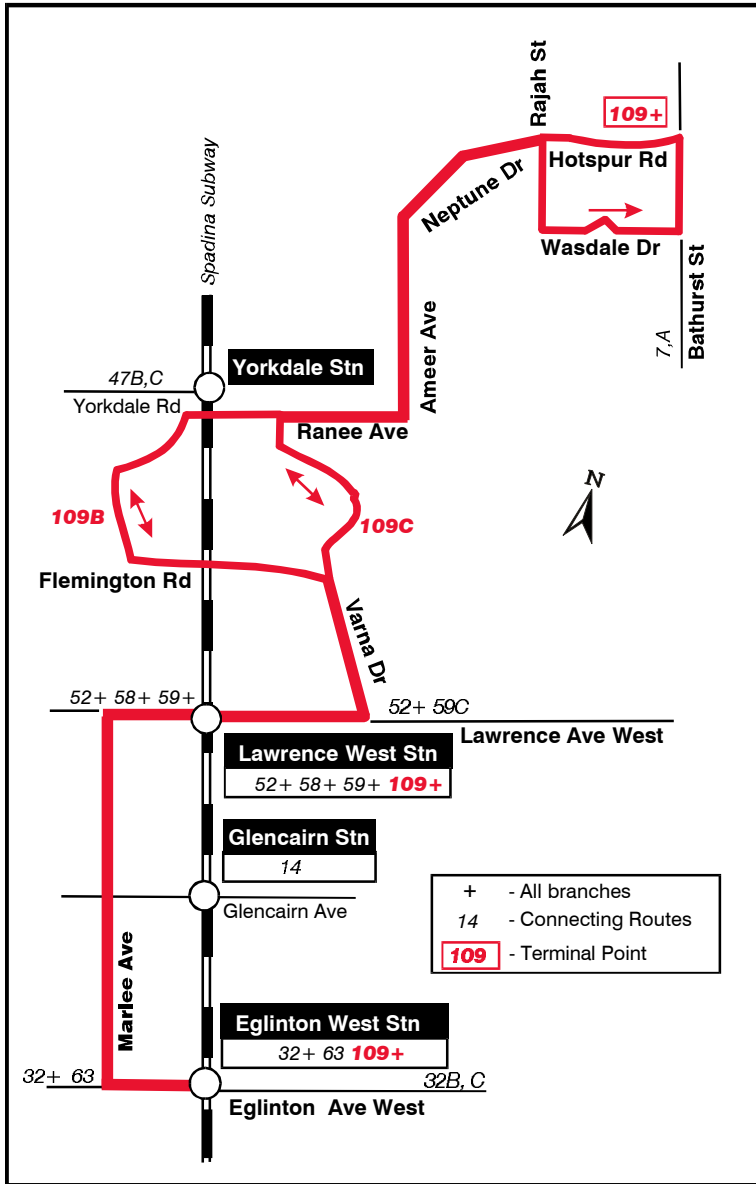 Rajah St
109+
Hotspur Rd
Neptune Dr
Wasdale Dr
Spadina Subway
Bathurst St
7,A
Ameer Ave
Yorkdale Stn
47B,C
Yorkdale Rd
Ranee Ave
N
109B
109C
Flemington Rd
Varna Dr
52+ 58+ 59+
52+ 59C
Lawrence Ave West
Lawrence West Stn
52+ 58+ 59+ 109+
Glencairn Stn
14
Glencairn Ave
Marlee Ave
+ - All branches
14 - Connecting Routes
109 - Terminal Point
Eglinton West Stn
32+ 63 109+
32+ 63
32B, C
Eglinton Ave West